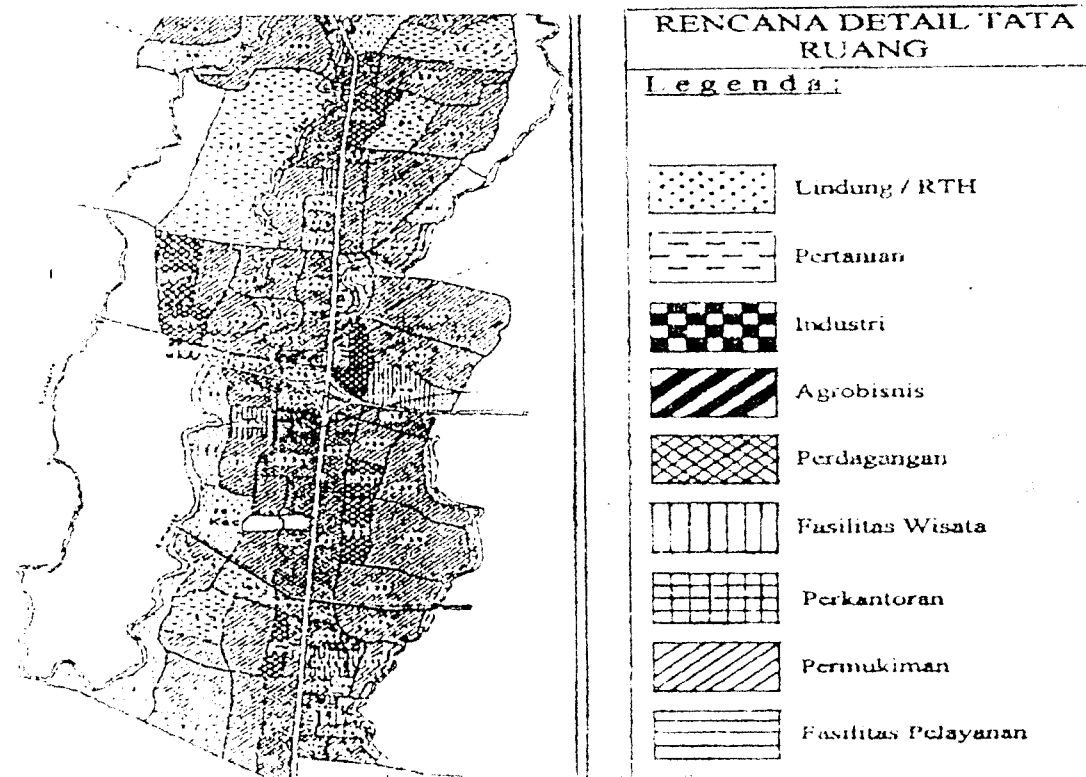 RENCANA DETAIL TATA
RUANG
Legenda:
Lindung / RTH
Pertanian
Industri
Agrobisnis
Perdagangan
Fasilitas Wisata
Perkantoran
Permukiman
Fasilitas Pelayanan